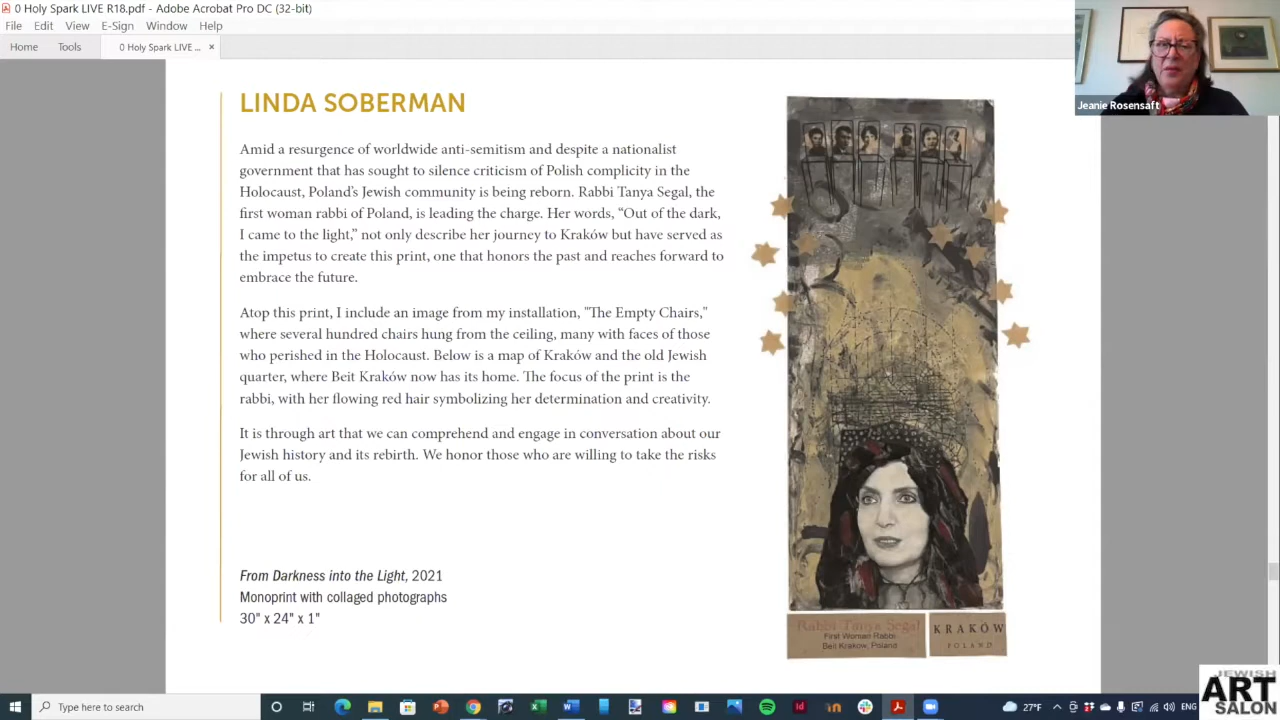 0 Holy Spark LIVE R18.pdf - Adobe Acrobat Pro DC (32-bit)
File Edit View E-Sign Window Help
Home Tools 0 Holy Spark LIVE ... ×
Jeanie Rosensaft
LINDA SOBERMAN
Amid a resurgence of worldwide anti-semitism and despite a nationalist
government that has sought to silence criticism of Polish complicity in the
Holocaust, Poland's Jewish community is being reborn. Rabbi Tanya Segal, the
first woman rabbi of Poland, is leading the charge. Her words, “Out of the dark,
I came to the light,” not only describe her journey to Kraków but have served as
the impetus to create this print, one that honors the past and reaches forward to
embrace the future.
Atop this print, I include an image from my installation, "The Empty Chairs,"
where several hundred chairs hung from the ceiling, many with faces of those
who perished in the Holocaust. Below is a map of Kraków and the old Jewish
quarter, where Beit Kraków now has its home. The focus of the print is the
rabbi, with her flowing red hair symbolizing her determination and creativity.
It is through art that we can comprehend and engage in conversation about our
Jewish history and its rebirth. We honor those who are willing to take the risks
for all of us.
From Darkness into the Light, 2021
Monoprint with collaged photographs
30" x 24" x 1"
Rabbi Tanya Segal
First Woman Rabbi
Beit Krakow, Poland
KRAKÓW
POLAND
Type here to search
27°F
ENG
JEWISH
ART
SALON